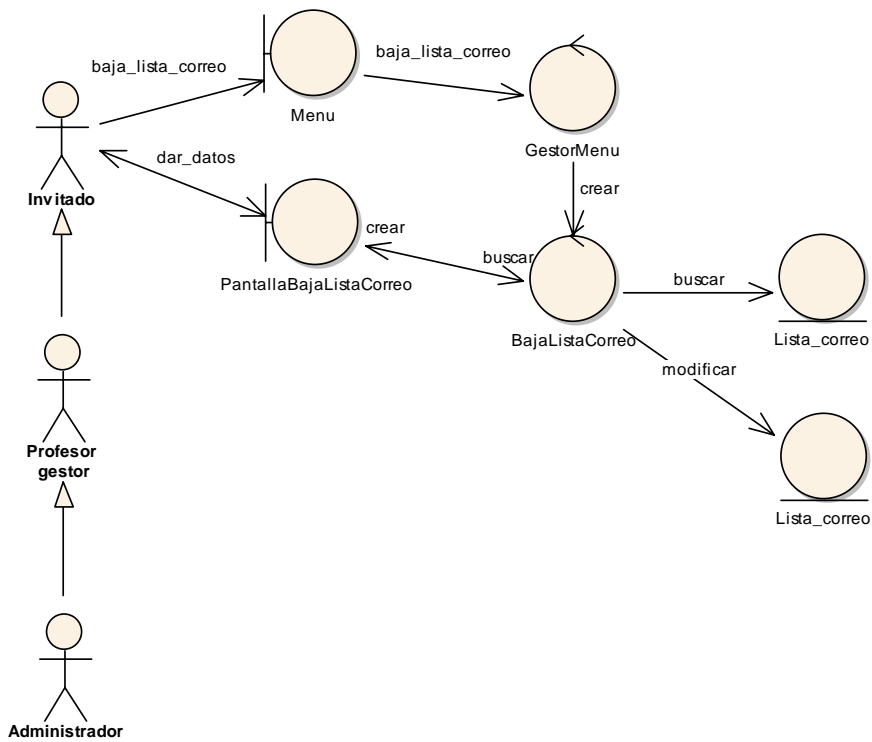 baja_lista_correo
baja_lista_correo
Menu
GestorMenu
dar_datos
Invitado
crear
crear
buscar
PantallaBajaListaCorreo
BajaListaCorreo
buscar
Lista_correo
modificar
Profesor
gestor
Lista_correo
Administrador